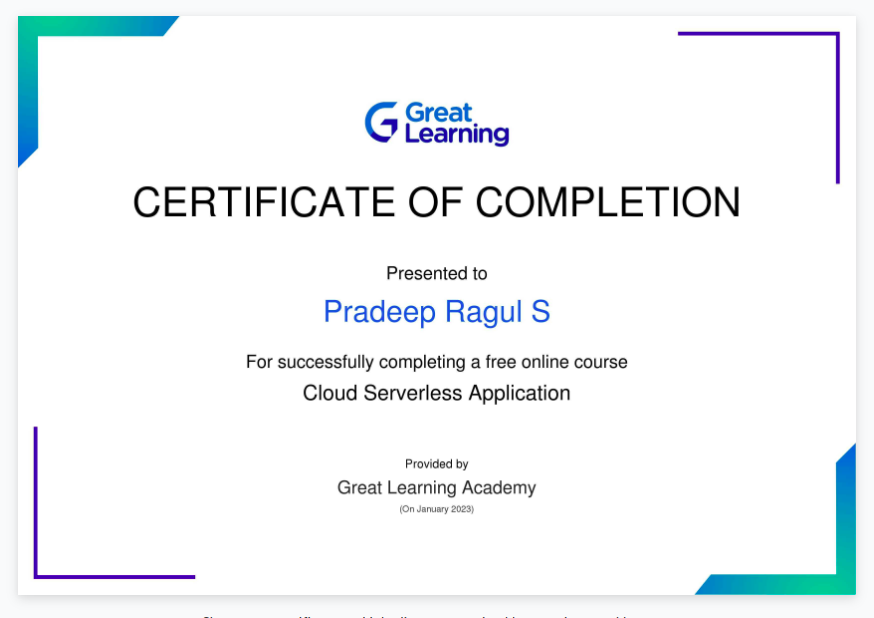 Great
Learning
CERTIFICATE OF COMPLETION
Presented to
Pradeep Ragul S
For successfully completing a free online course
Cloud Serverless Application
Provided by
Great Learning Academy
(On January 2023)